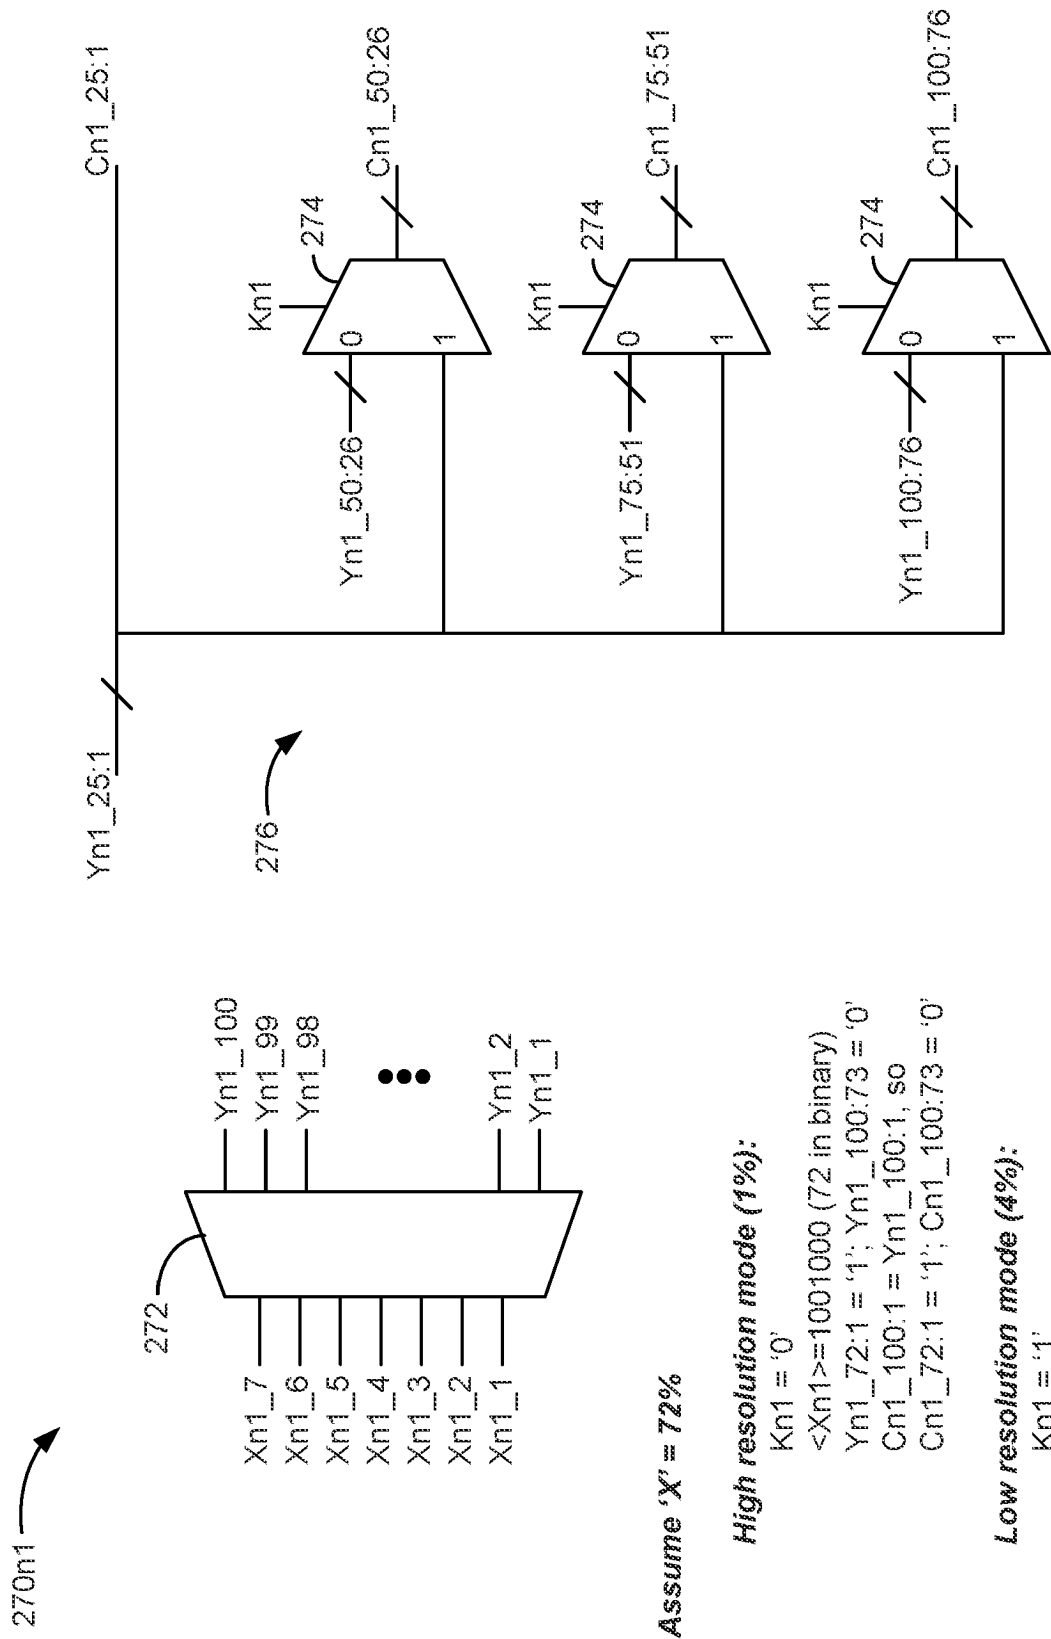 270n1
272
Xn1_7
Xn1_6
Xn1_5
Xn1_4
Xn1_3
Xn1_2
Xn1_1
Yn1_100
Yn1_99
Yn1_98
Yn1_2
Yn1_1
Assume ‘X’ = 72%
High resolution mode (1%):
Kn1 = ‘0’
<Xn1>=1001000 (72 in binary)
Yn1_72:1 = ‘1’; Yn1_100:73 = ‘0’
Cn1_100:1 = Yn1_100:1, so
Cn1_72:1 = ‘1’; Cn1_100:73 = ‘0’
Low resolution mode (4%):
Kn1 = ‘1’
276
Yn1_25:1
Cn1_25:1
Kn1
274
Yn1_50:26
0
1
Cn1_50:26
Kn1
274
Yn1_75:51
0
1
Cn1_75:51
Kn1
274
Yn1_100:76
0
1
Cn1_100:76